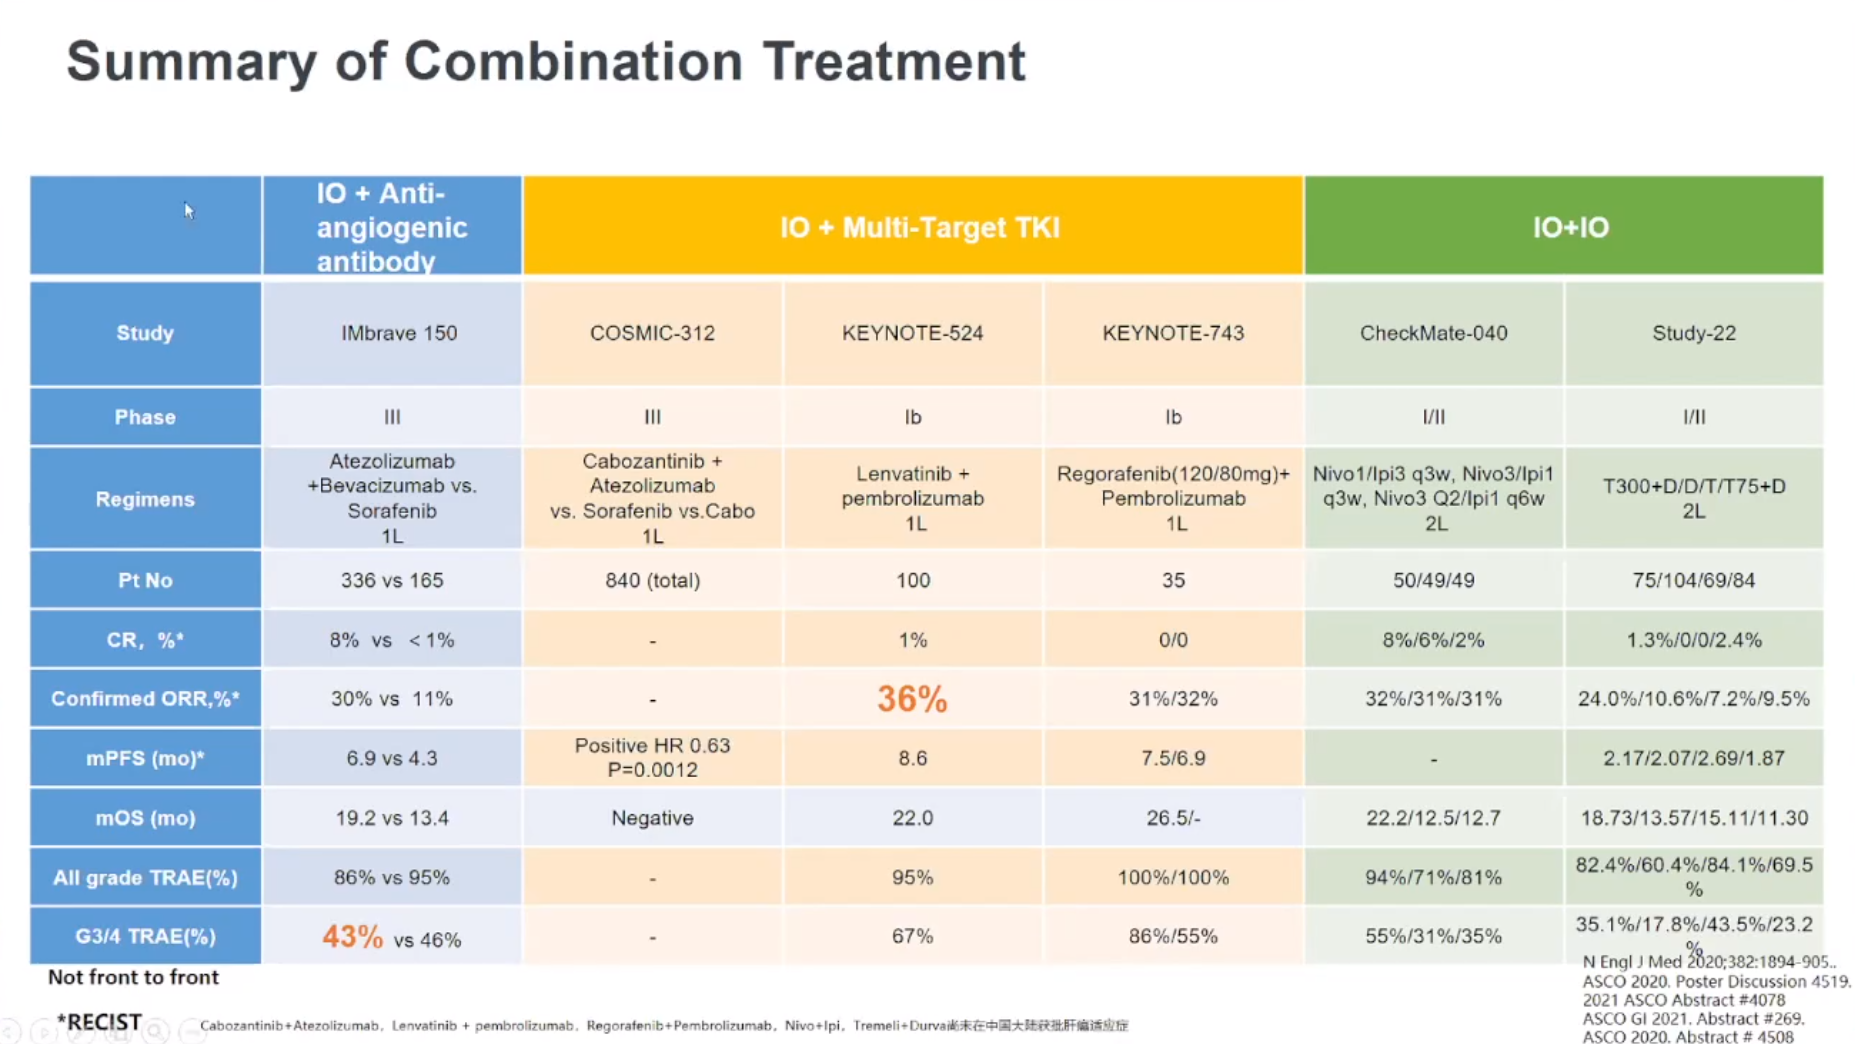 Summary of Combination Treatment
IO + Anti-
angiogenic
antibody
IO + Multi-Target TKI
IO+IO
Study
IMbrave 150
COSMIC-312
KEYNOTE-524
KEYNOTE-743
CheckMate-040
Study-22
Phase
III
III
Ib
Ib
I/II
I/II
Regimens
Atezolizumab
+Bevacizumab vs.
Sorafenib
1L
Cabozantinib +
Atezolizumab
vs. Sorafenib vs.Cabo
1L
Lenvatinib +
pembrolizumab
1L
Regorafenib(120/80mg)+
Pembrolizumab
1L
Nivo1/Ipi3 q3w, Nivo3/Ipi1
q3w, Nivo3 Q2/Ipi1 q6w
2L
T300+D/D/T/T75+D
2L
Pt No
336 vs 165
840 (total)
100
35
50/49/49
75/104/69/84
CR, %*
8% vs <1%
-
1%
0/0
8%/6%/2%
1.3%/0/0/2.4%
Confirmed ORR,%*
30% vs 11%
-
36%
31%/32%
32%/31%/31%
24.0%/10.6%/7.2%/9.5%
mPFS (mo)*
6.9 vs 4.3
Positive HR 0.63
P=0.0012
8.6
7.5/6.9
-
2.17/2.07/2.69/1.87
mOS (mo)
19.2 vs 13.4
Negative
22.0
26.5/-
22.2/12.5/12.7
18.73/13.57/15.11/11.30
All grade TRAE(%)
86% vs 95%
-
95%
100%/100%
94%/71%/81%
82.4%/60.4%/84.1%/69.5
%
G3/4 TRAE(%)
43% vs 46%
-
67%
86%/55%
55%/31%/35%
35.1%/17.8%/43.5%/23.2
%
Not front to front
*RECIST
Cabozantinib+Atezolizumab, Lenvatinib + pembrolizumab, Regorafenib+Pembrolizumab, Nivo+Ipi, Tremeli+Durva尚未在中国大陆获批肝癌适应症
N Engl J Med 2020;382:1894-905..
ASCO 2020. Poster Discussion 4519.
2021 ASCO Abstract #4078
ASCO GI 2021. Abstract #269.
ASCO 2020. Abstract # 4508